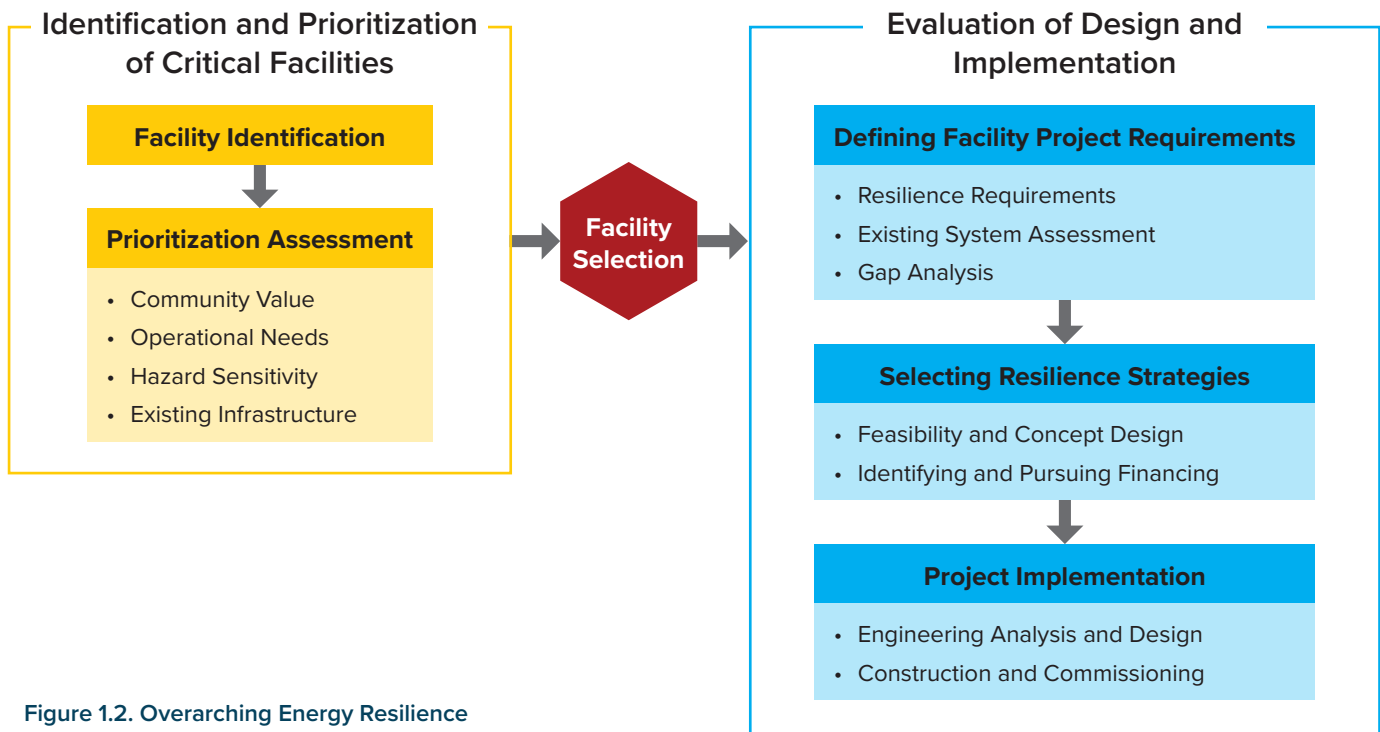 Identification and Prioritization
of Critical Facilities
Facility Identification
Prioritization Assessment
• Community Value
• Operational Needs
• Hazard Sensitivity
• Existing Infrastructure
Facility
Selection
Evaluation of Design and
Implementation
Defining Facility Project Requirements
• Resilience Requirements
• Existing System Assessment
• Gap Analysis
Selecting Resilience Strategies
• Feasibility and Concept Design
• Identifying and Pursuing Financing
Project Implementation
• Engineering Analysis and Design
• Construction and Commissioning
Figure 1.2. Overarching Energy Resilience